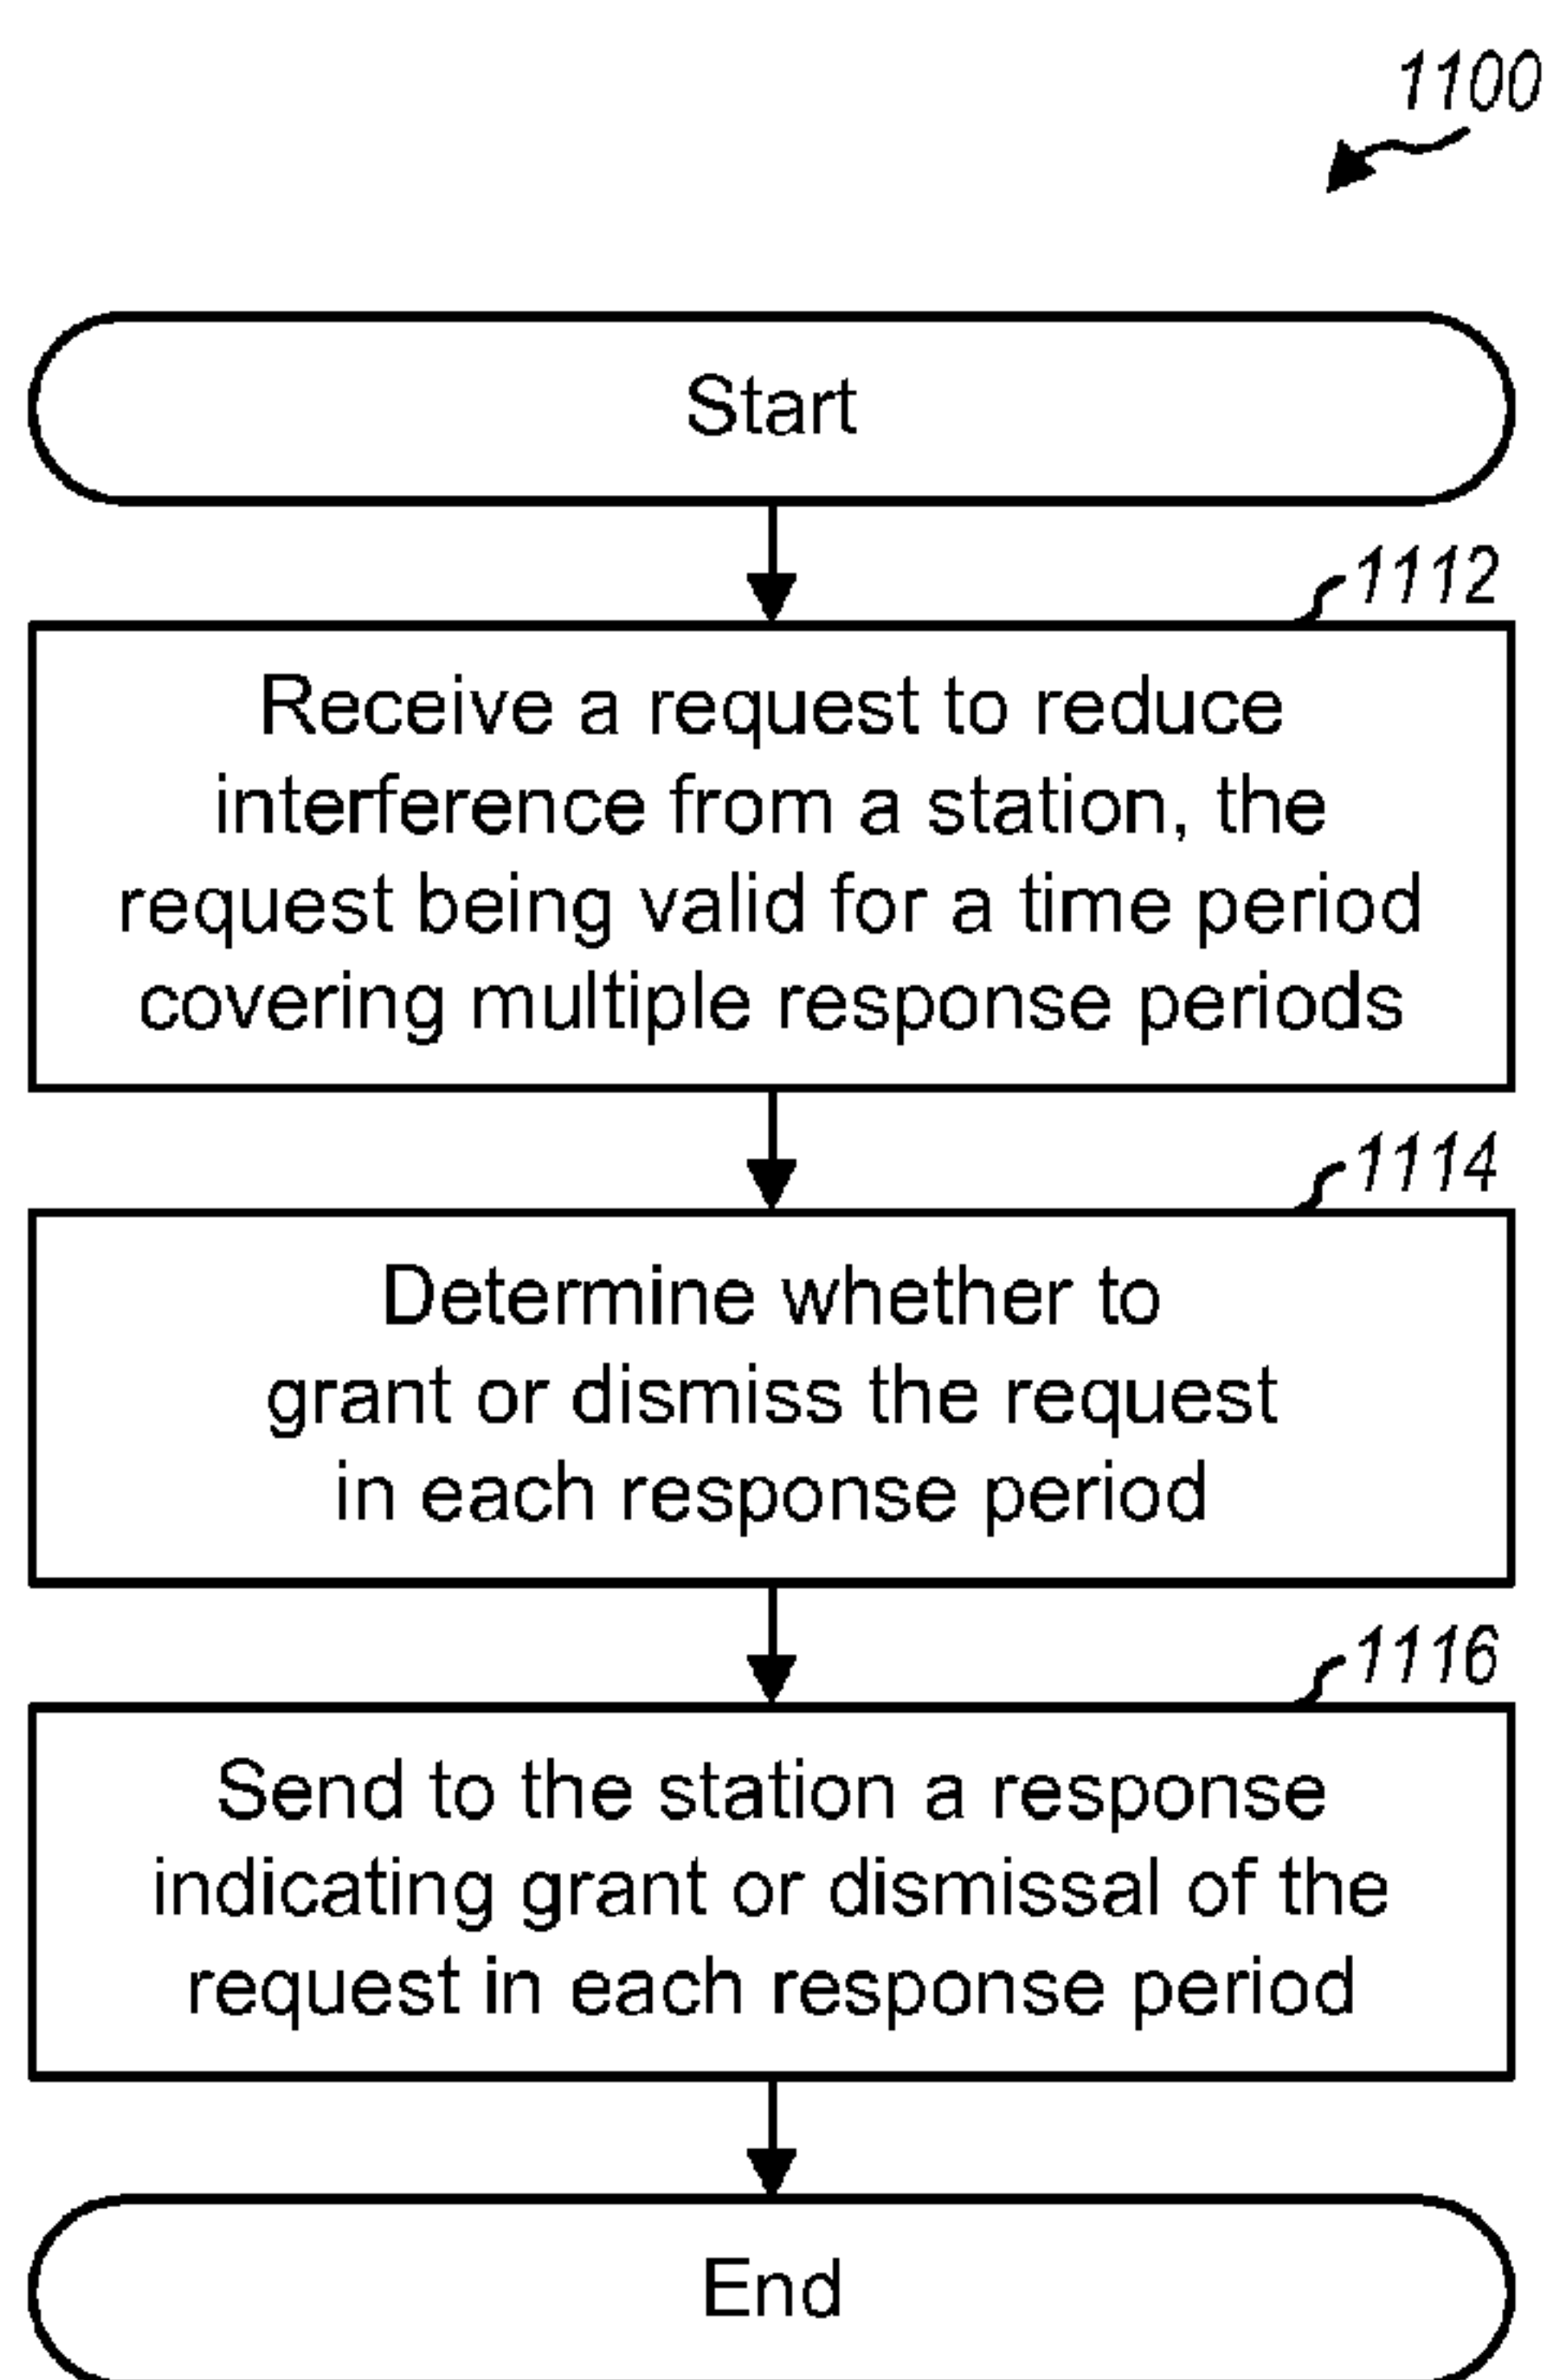 1100
Start
1112
Receive a request to reduce
interference from a station, the
request being valid for a time period
covering multiple response periods
1114
Determine whether to
grant or dismiss the request
in each response period
1116
Send to the station a response
indicating grant or dismissal of the
request in each response period
End